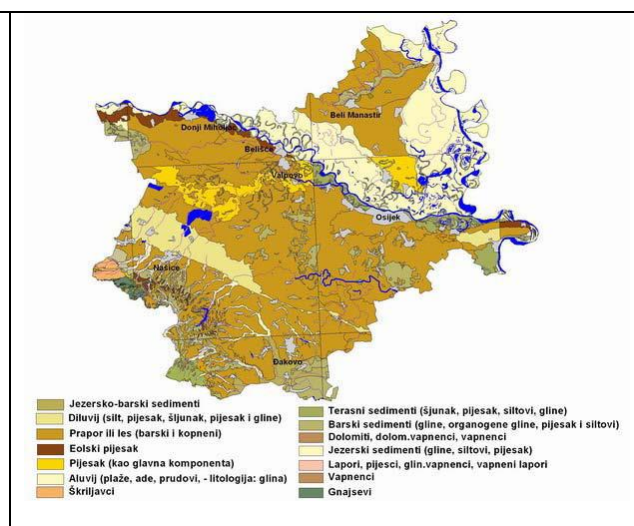 Beli Manastir
Donji Miholjac
Belišće
Valpovo
Osijek
Našice
Đakovo
Jezersko-barski sedimenti
Diluvij (silt, pijesak, šljunak, pijesak i gline)
Prapor ili les (barski i kopneni)
Eolski pijesak
Pijesak (kao glavna komponenta)
Aluvij (plaže, ade, prudovi, - litologija: glina)
Škriljavci
Terasni sedimenti (šjunak, pijesak, siltovi, gline)
Barski sedimenti (gline, organogene gline, pijesak i siltovi)
Dolomiti, dolom.vapnenci, vapnenci
Jezerski sedimenti (gline, siltovi, pijesak)
Lapori, pijesci, glin.vapnenci, vapneni lapori
Vapnenci
Gnajsevi